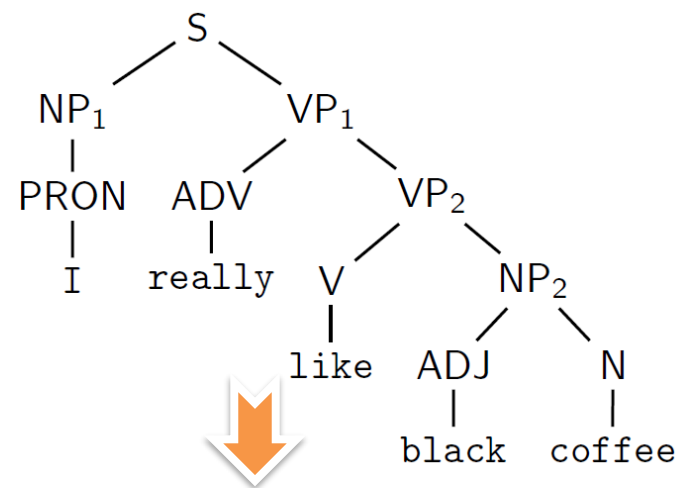 S
NP₁ VP₁
PRON ADV VP₂
I really V NP₂
like ADJ N
black coffee